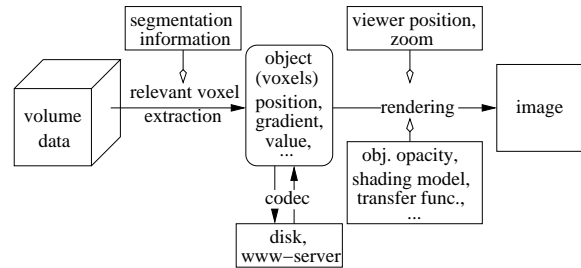 segmentation
information
viewer position,
zoom
volume
data
relevant voxel
extraction
object
(voxels)
position,
gradient,
value,
...
rendering
image
obj. opacity,
shading model,
transfer func.,
...
codec
disk,
www-server